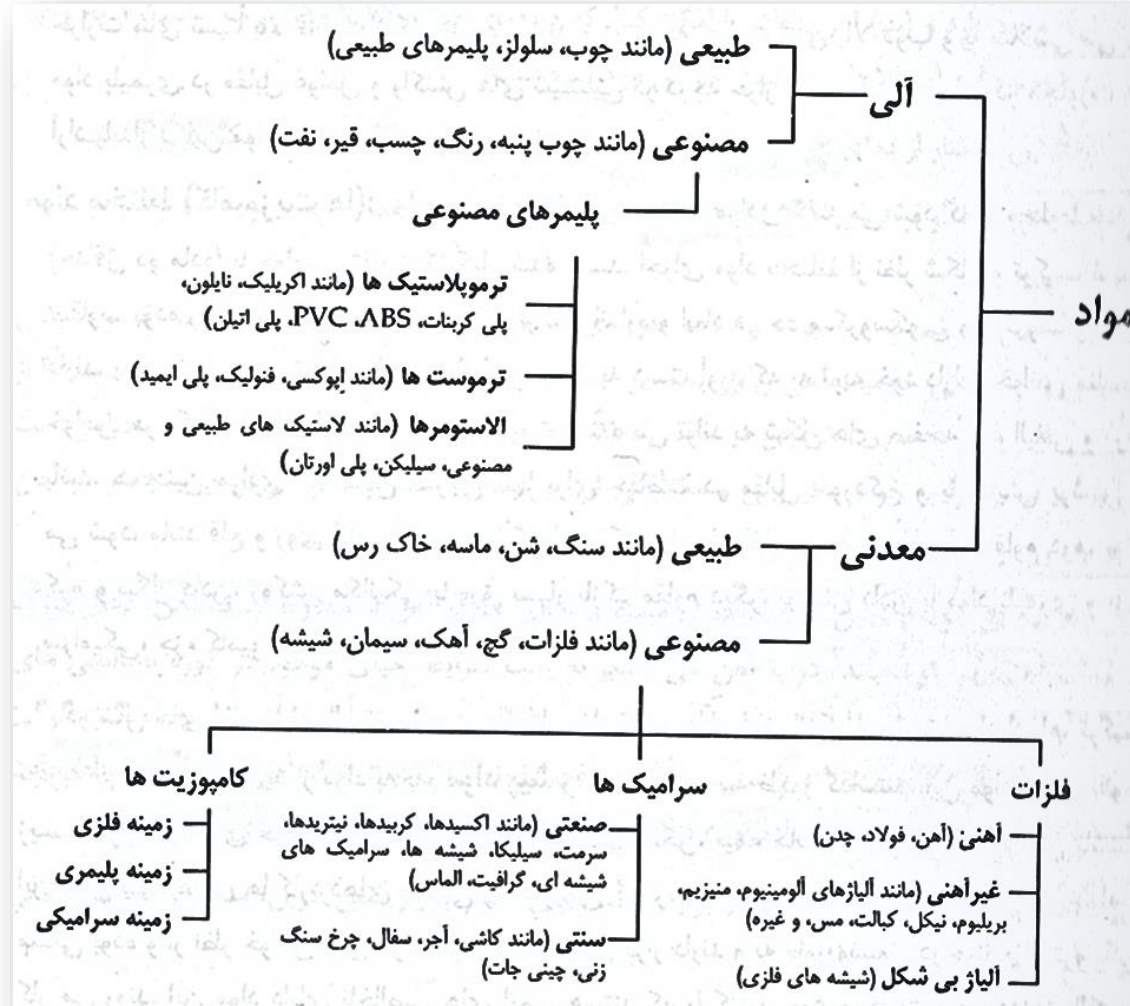 طبیعی (مانند چوب، سلولز، پلیمرهای طبیعی)
آلی
مصنوعی (مانند چوب پنبه، رنگ، چسب، قیر، نفت)
پلیمرهای مصنوعی
ترموپلاستیک ها (مانند اکریلیک، نایلون،
پلی کربنات، PVC ،ABS، پلی اتیلن)
مواد
ترموست ها (مانند اپوکسی، فنولیک، پلی ایمید)
الاستومرها (مانند لاستیک های طبیعی و
مصنوعی، سیلیکن، پلی اورتان)
معدنی
طبیعی (مانند سنگ، شن، ماسه، خاک رس)
مصنوعی (مانند فلزات، گچ، آهک، سیمان، شیشه)
فلزات
آهنی (آهن، فولاد، چدن)
غیرآهنی (مانند آلیاژهای آلومینیوم، منیزیم،
بریلیوم، نیکل، کبالت، مس، و غیره)
آلیاژ بی شکل (شیشه های فلزی)
سرامیک ها
صنعتی (مانند اکسیدها، کربیدها، نیتریدها،
سرمت، سیلیکا، شیشه ها، سرامیک های
شیشه ای، گرافیت، الماس)
سنتی (مانند کاشی، آجر، سفال، چرخ سنگ
زنی، چینی جات)
کامپوزیت ها
زمینه فلزی
زمینه پلیمری
زمینه سرامیکی